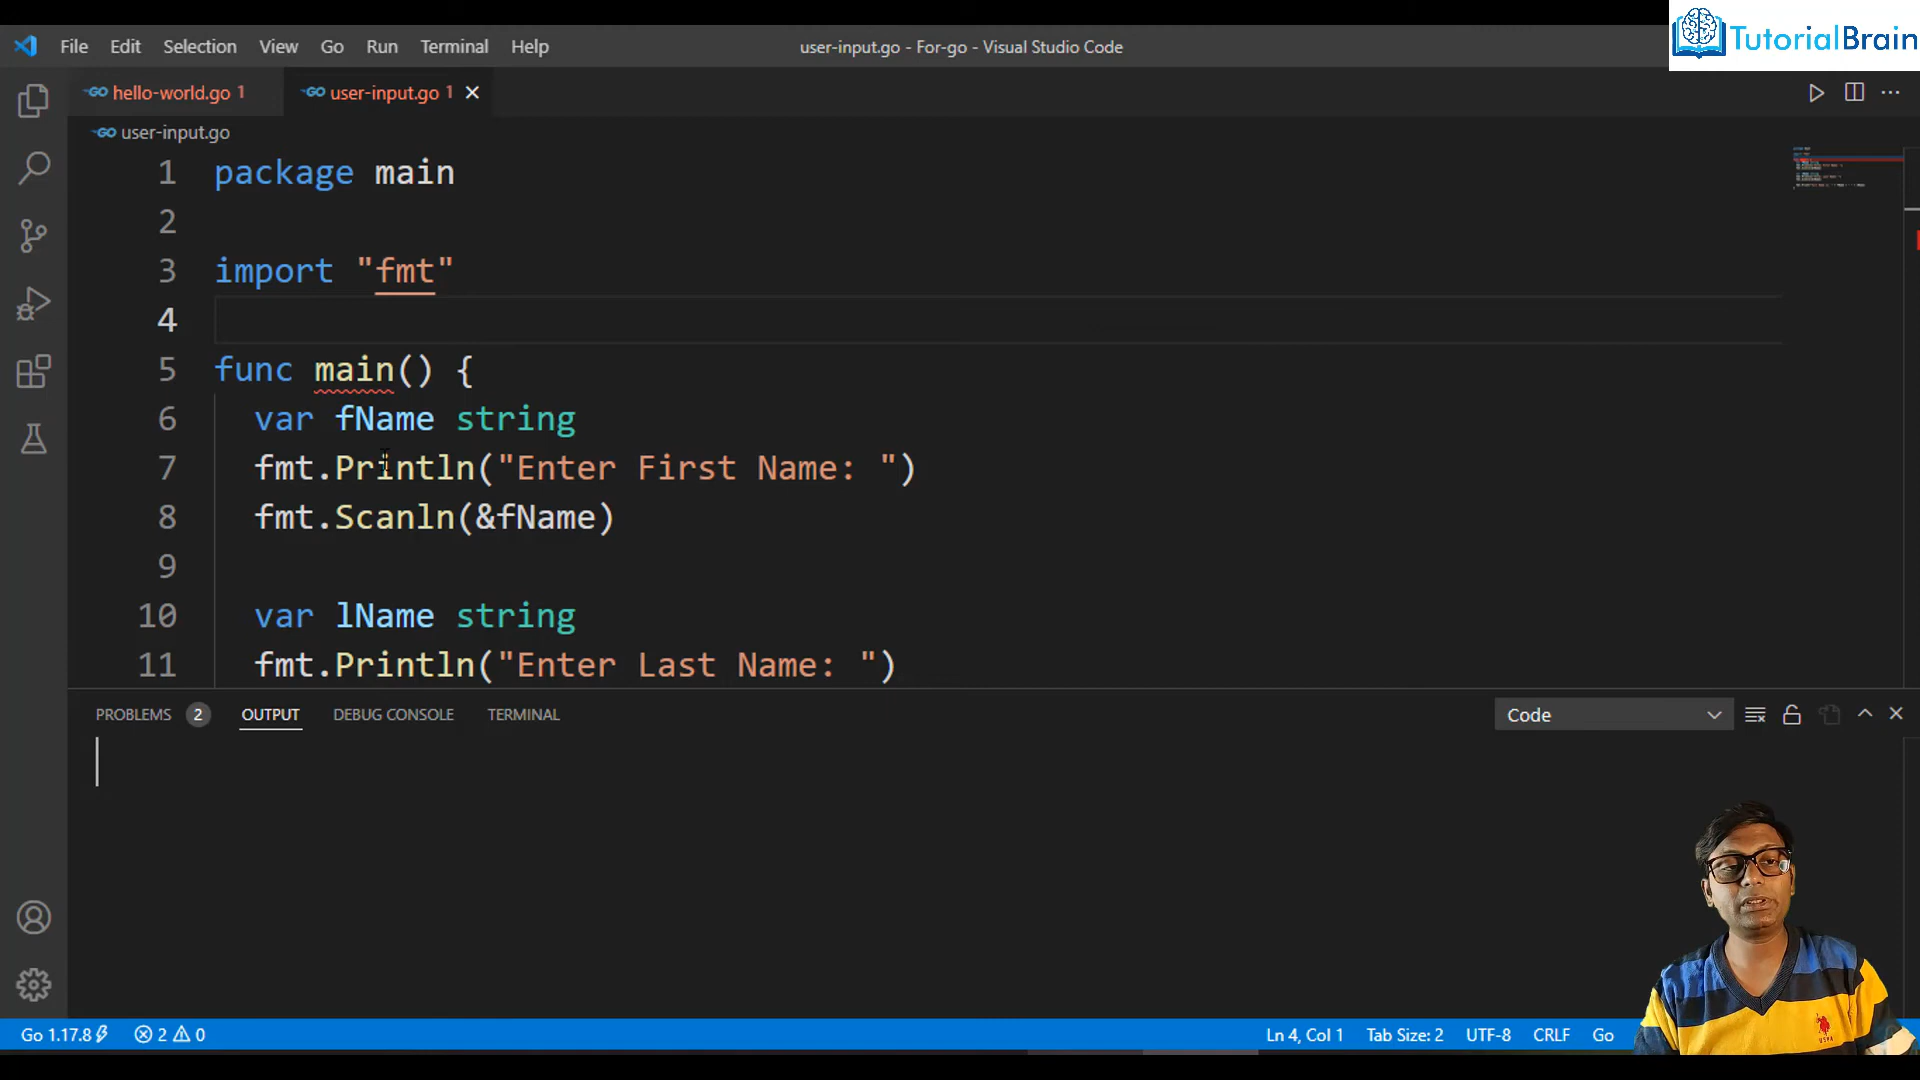 TutorialBrain
File Edit Selection View Go Run Terminal Help
user-input.go - For-go - Visual Studio Code
GO hello-world.go 1
GO user-input.go 1
GO user-input.go
1 package main
2
3 import "fmt"
4
5 func main() {
6 var fName string
7 fmt.Println("Enter First Name: ")
8 fmt.Scanln(&fName)
9
10 var lName string
11 fmt.Println("Enter Last Name: ")
PROBLEMS 2 OUTPUT DEBUG CONSOLE TERMINAL Code
Go 1.17.8 2 0 Ln 4, Col 1 Tab Size: 2 UTF-8 CRLF Go